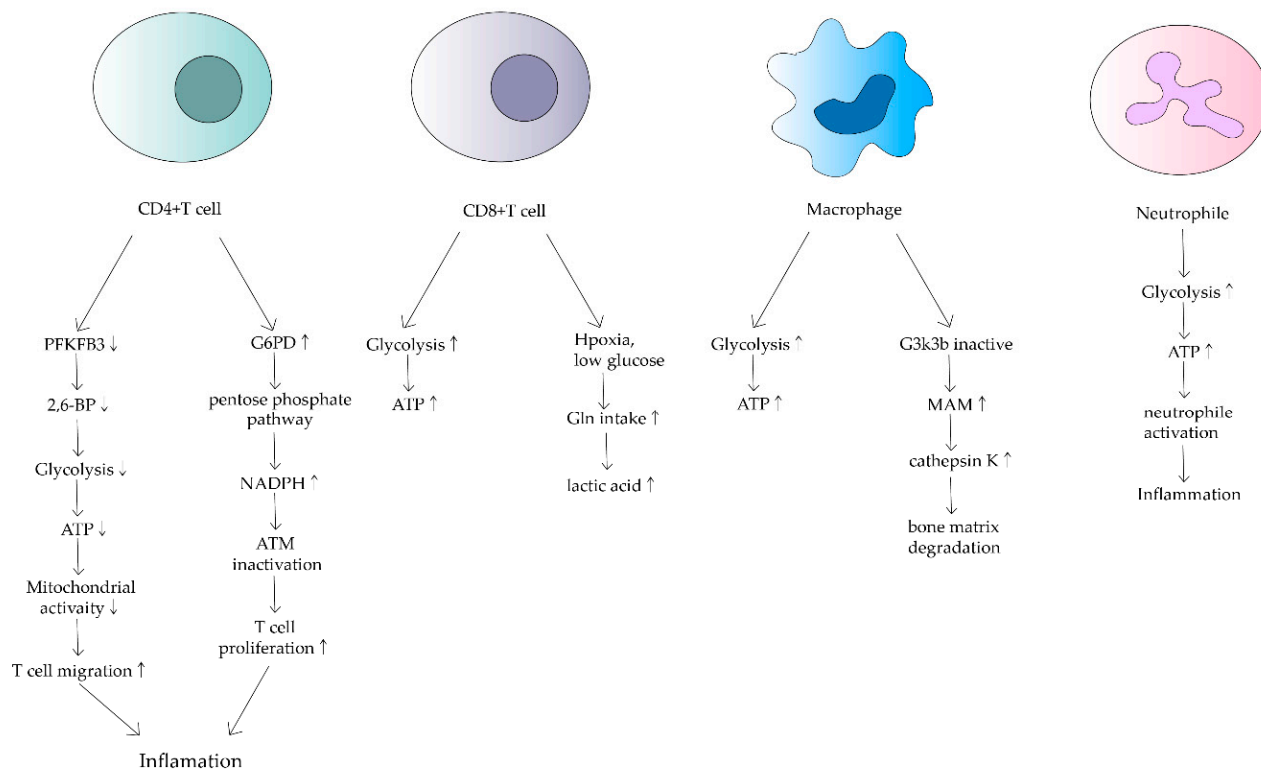 CD4+T cell
PFKFB3 ↓
2,6-BP ↓
Glycolysis ↓
ATP ↓
Mitochondrial
activaity ↓
T cell migration ↑
G6PD ↑
pentose phosphate
pathway
NADPH ↑
ATM
inactivation
T cell
proliferation ↑
Inflamation
CD8+T cell
Glycolysis ↑
ATP ↑
Hpoxia,
low glucose
Gln intake ↑
lactic acid ↑
Macrophage
Glycolysis ↑
ATP ↑
G3k3b inactive
MAM ↑
cathepsin K ↑
bone matrix
degradation
Neutrophile
Glycolysis ↑
ATP ↑
neutrophile
activation
Inflammation